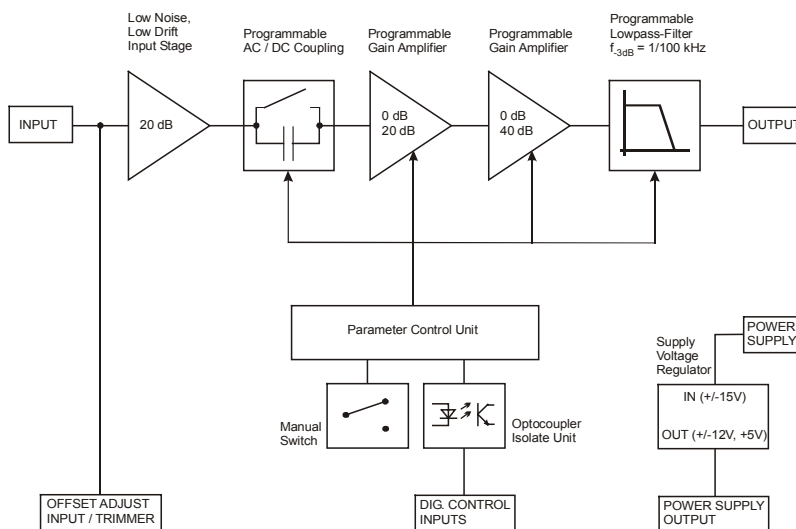 Low Noise,
Low Drift
Input Stage
Programmable
AC / DC Coupling
Programmable
Gain Amplifier
Programmable
Gain Amplifier
Programmable
Lowpass-Filter
f-3dB = 1/100 kHz
INPUT
20 dB
0 dB
20 dB
0 dB
40 dB
OUTPUT
Parameter Control Unit
Manual
Switch
Optocoupler
Isolate Unit
Supply
Voltage
Regulator
POWER
SUPPLY
IN (+/-15V)
OUT (+/-12V, +5V)
OFFSET ADJUST
INPUT / TRIMMER
DIG. CONTROL
INPUTS
POWER SUPPLY
OUTPUT